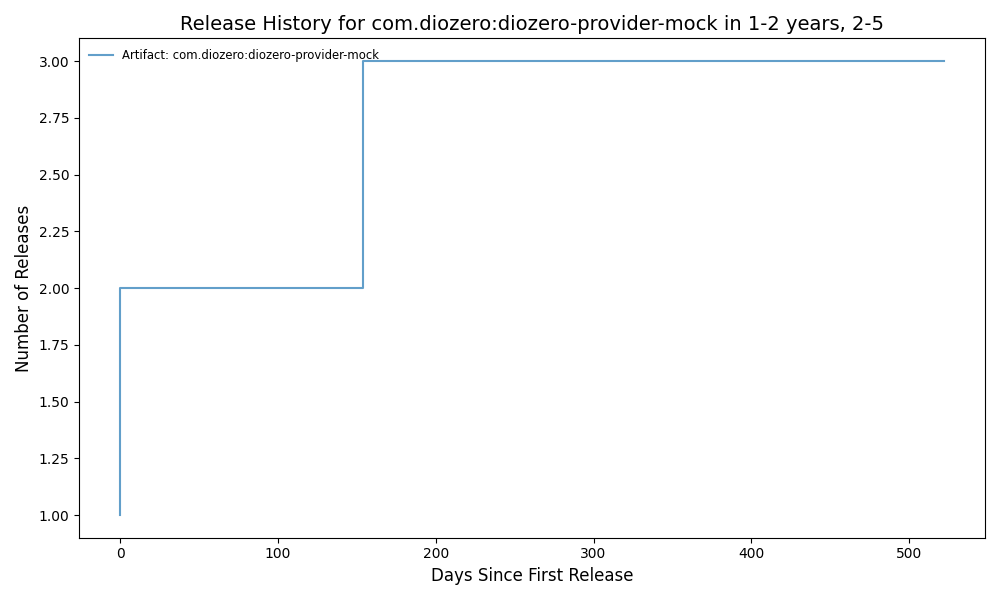 Release History for com.diozero:diozero-provider-mock in 1-2 years, 2-5
Artifact: com.diozero:diozero-provider-mock
Number of Releases
3.00
2.75
2.50
2.25
2.00
1.75
1.50
1.25
1.00
0 100 200 300 400 500
Days Since First Release